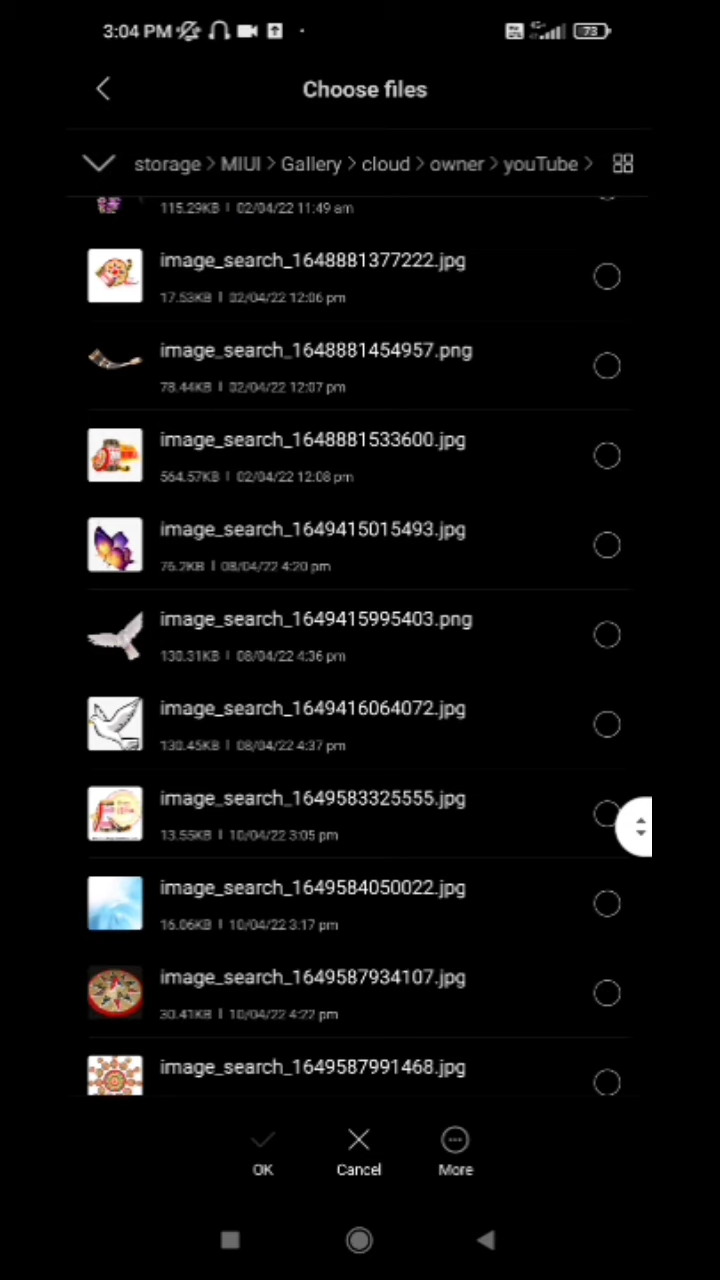 3:04 PM
73
Choose files
storage > MIUI > Gallery > cloud > owner > youTube >
115.29KB | 02/04/22 11:49 am
image_search_1648881377222.jpg
17.53KB | 02/04/22 12:06 pm
image_search_1648881454957.png
78.44KB | 02/04/22 12:07 pm
image_search_1648881533600.jpg
564.57KB | 02/04/22 12:08 pm
image_search_1649415015493.jpg
76.2KB | 08/04/22 4:20 pm
image_search_1649415995403.png
130.31KB | 08/04/22 4:36 pm
image_search_1649416064072.jpg
130.45KB | 08/04/22 4:37 pm
image_search_1649583325555.jpg
13.55KB | 10/04/22 3:05 pm
image_search_1649584050022.jpg
16.06KB | 10/04/22 3:17 pm
image_search_1649587934107.jpg
30.41KB | 10/04/22 4:22 pm
image_search_1649587991468.jpg
OK Cancel More